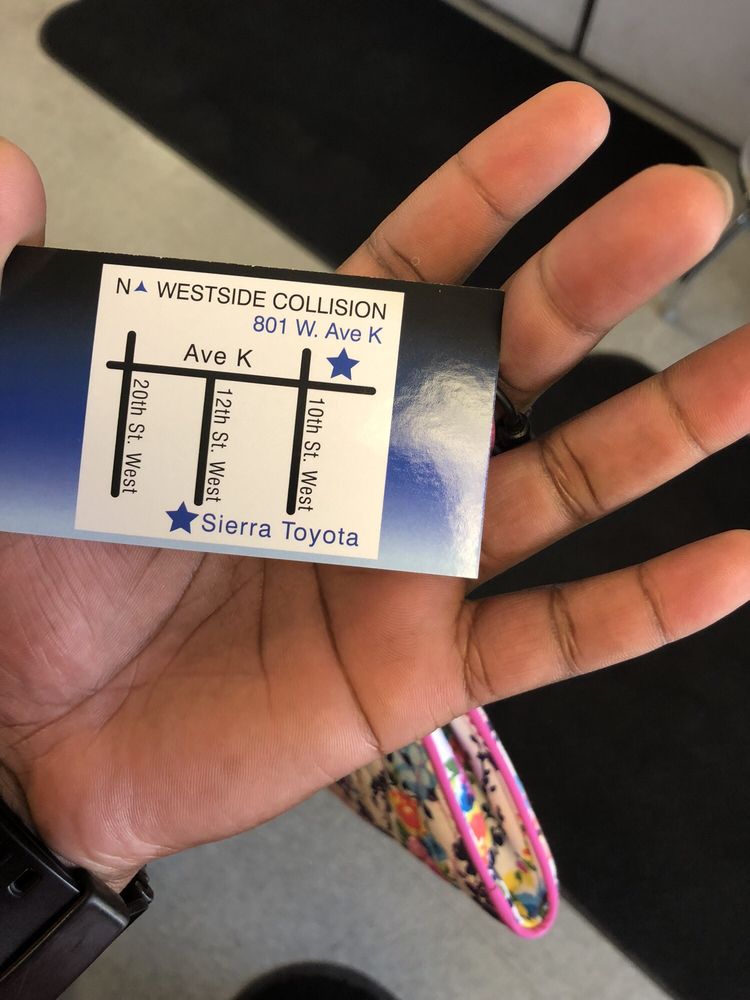 N WESTSIDE COLLISION
801 W. Ave K
Ave K
20th St. West
12th St. West
10th St. West
Sierra Toyota